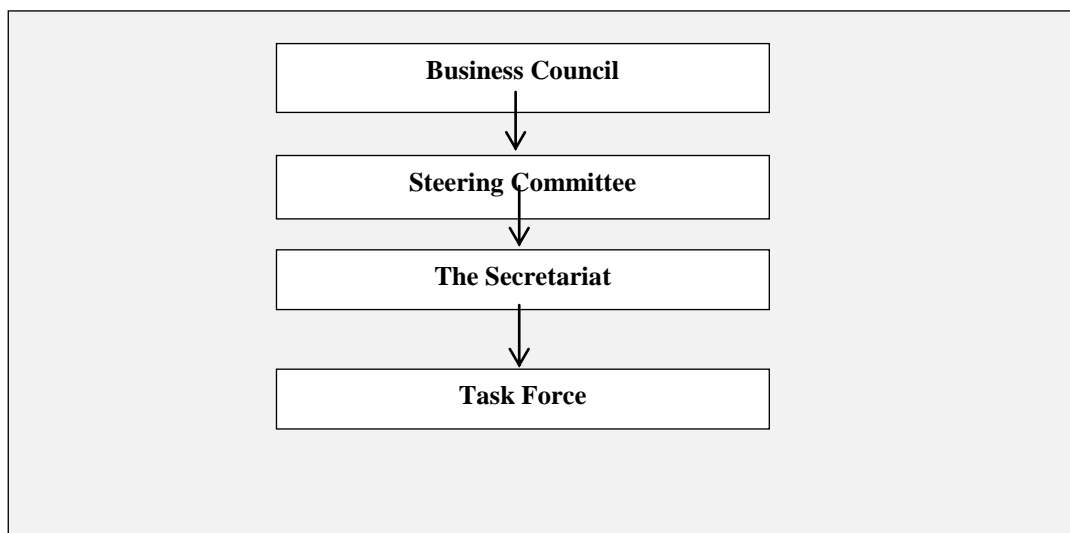 Business Council
Steering Committee
The Secretariat
Task Force